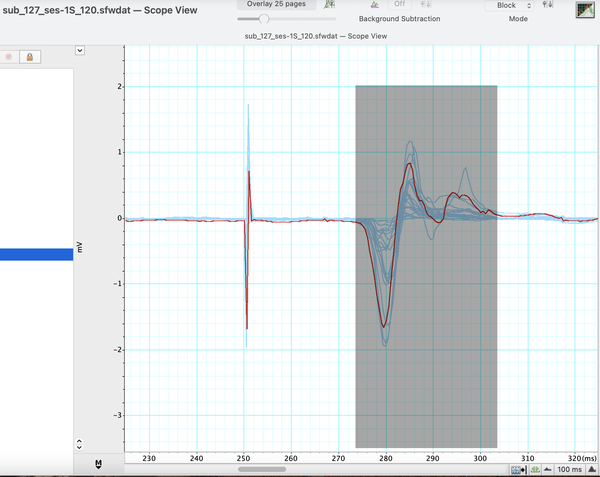 sub_127_ses-1S_120.sfwdat — Scope View
Overlay 25 pages
Off
Block
Background Subtraction
Mode
sub_127_ses-1S_120.sfwdat — Scope View
2
1
0
mV
-1
-2
-3
230 240 250 260 270 280 290 300 310 320 (ms)
M
100 ms